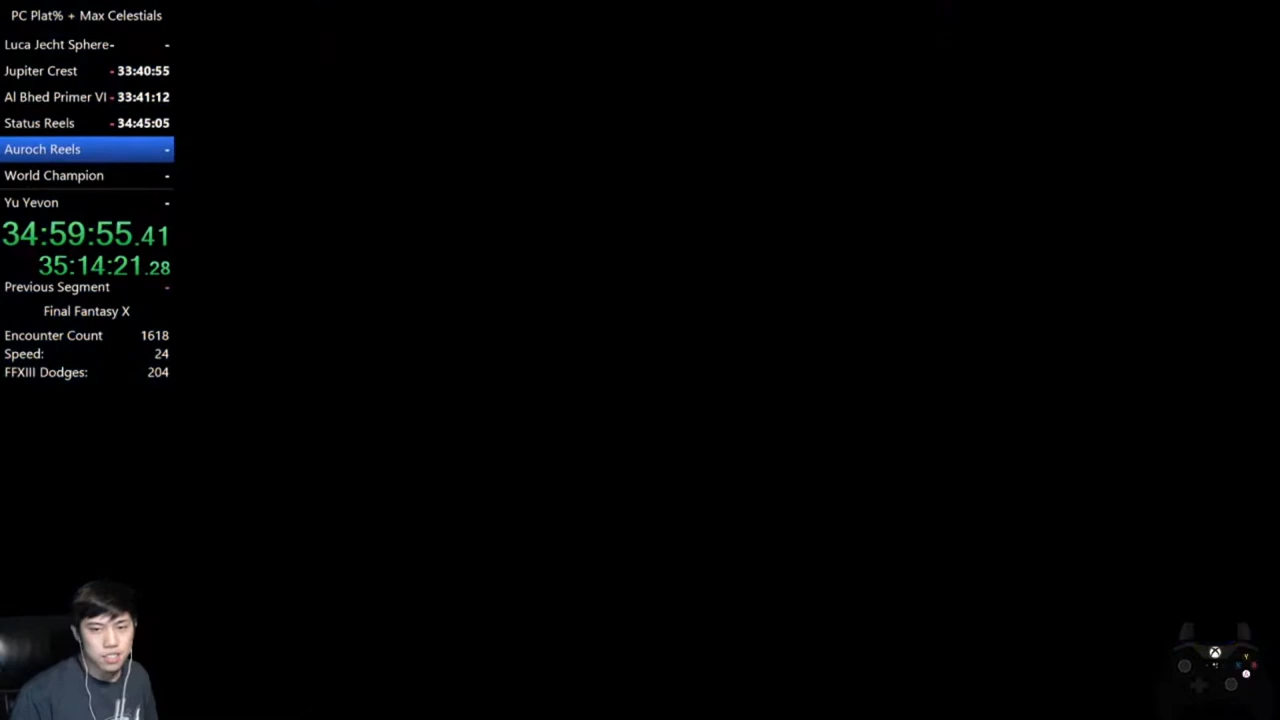 PC Plat% + Max Celestials
Luca Jecht Sphere- -
Jupiter Crest - 33:40:55
Al Bhed Primer VI - 33:41:12
Status Reels - 34:45:05
Auroch Reels -
World Champion -
Yu Yevon -
34:59:55.41
35:14:21.28
Previous Segment -
Final Fantasy X
Encounter Count 1618
Speed: 24
FFXIII Dodges: 204